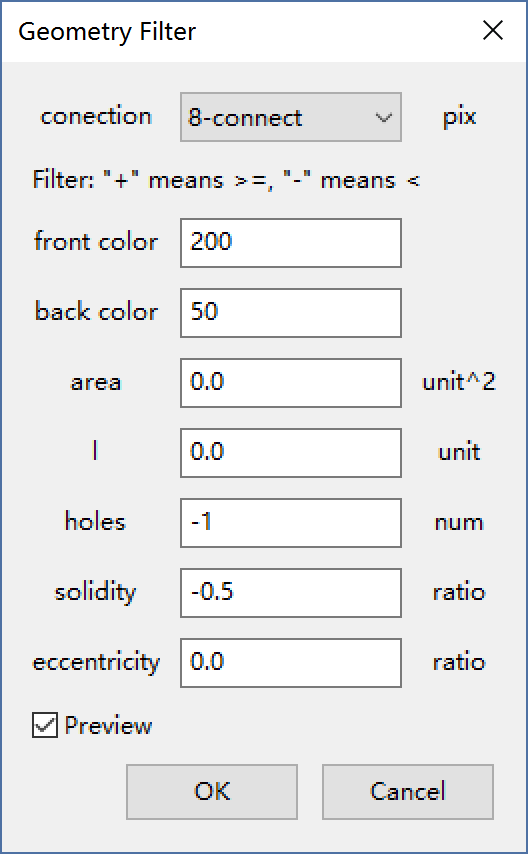 Geometry Filter
conection 8-connect pix
Filter: "+" means >=, "-" means <
front color 200
back color 50
area 0.0 unit^2
l 0.0 unit
holes -1 num
solidity -0.5 ratio
eccentricity 0.0 ratio
Preview
OK Cancel